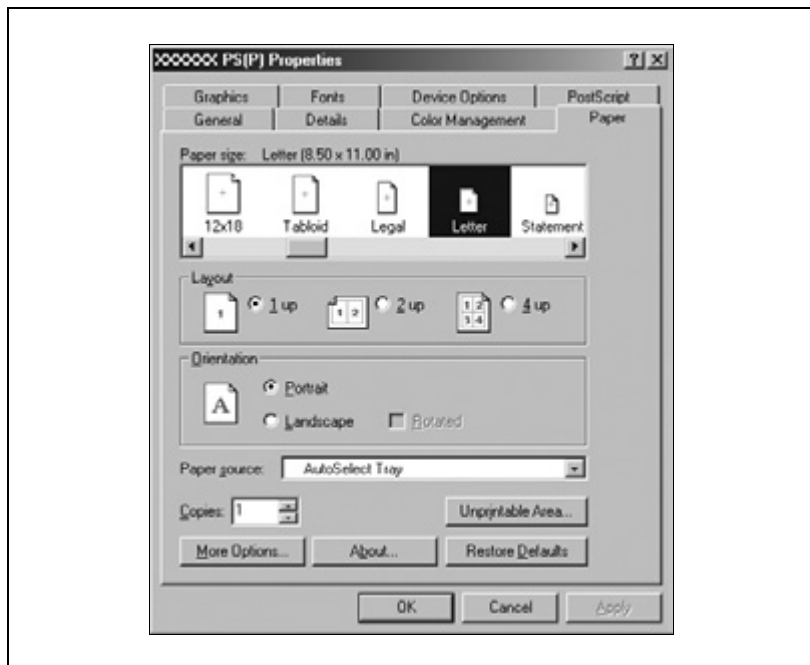 XXXXXX PS(P) Properties
Graphics Fonts Device Options PostScript
General Details Color Management Paper
Paper size: Letter (8.50 x 11.00 in)
12x18 Tabloid Legal Letter Statement
Layout
1 1 up 1 2 2 up 1 2 3 4 4 up
Orientation
A Portrait
Landscape Rotated
Paper source: AutoSelect Tray
Copies: 1 Unprintable Area...
More Options... About... Restore Defaults
OK Cancel Apply